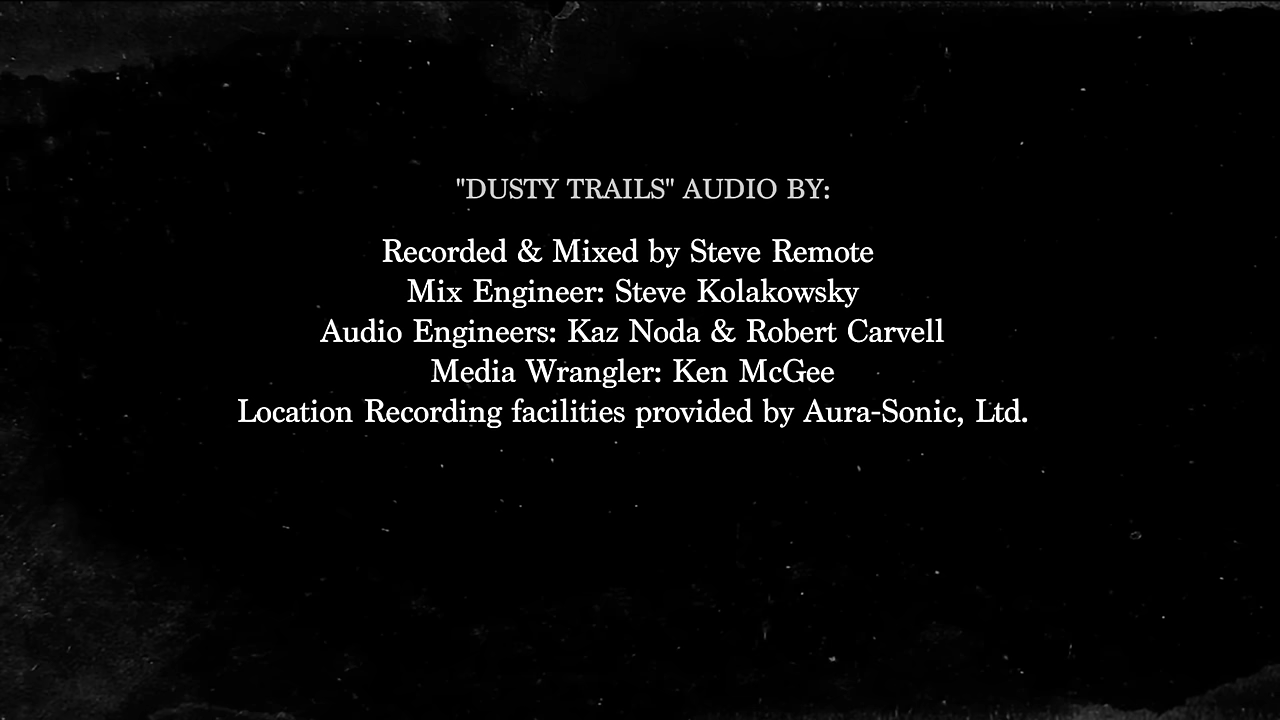 "DUSTY TRAILS" AUDIO BY:
Recorded & Mixed by Steve Remote
Mix Engineer: Steve Kolakowsky
Audio Engineers: Kaz Noda & Robert Carvell
Media Wrangler: Ken McGee
Location Recording facilities provided by Aura-Sonic, Ltd.